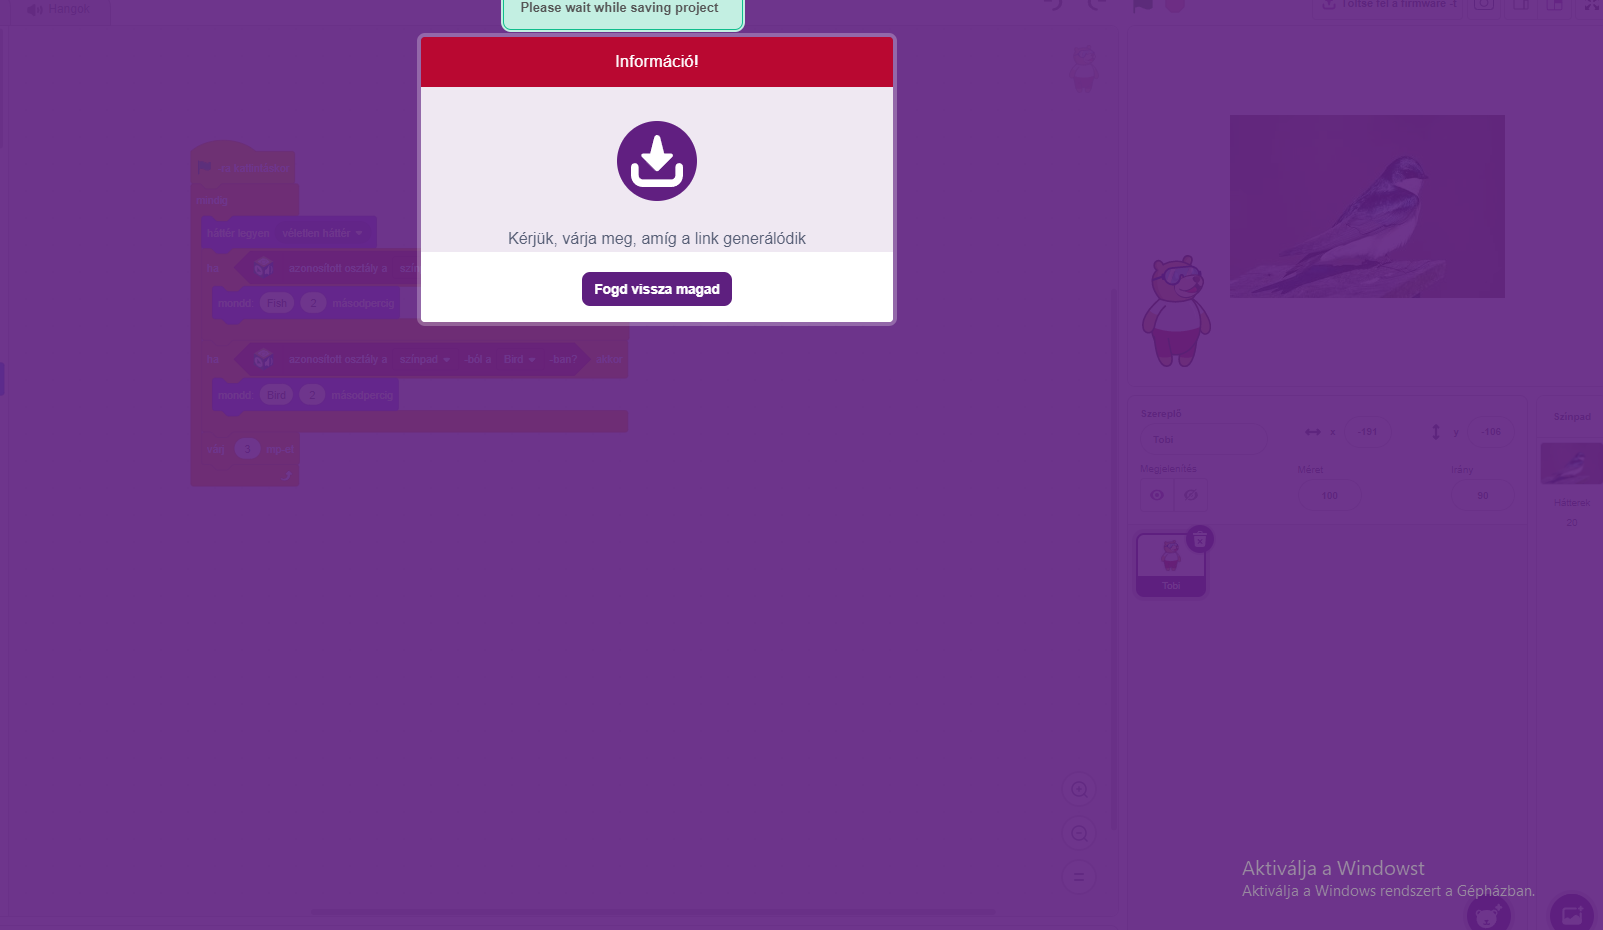 Please wait while saving project
Hangok
Töltse fel a firmware -t
Információ!
Kérjük, várja meg, amíg a link generálódik
Fogd vissza magad
mindig
háttér legyen véletlen háttér
ha azonosított osztály a szín
mondd Fish 2 másodpercig
ha azonosított osztály a színpad -ból a Bird -ban? akkor
mondd Bird 2 másodpercig
várj 3 mp-et
Szereplő
Tobi
x -191
y -106
Megjelenítés
Méret
100
Irány
90
Tobi
Színpad
Hátterek
20
Aktiválja a Windowst
Aktiválja a Windows rendszert a Gépházban.